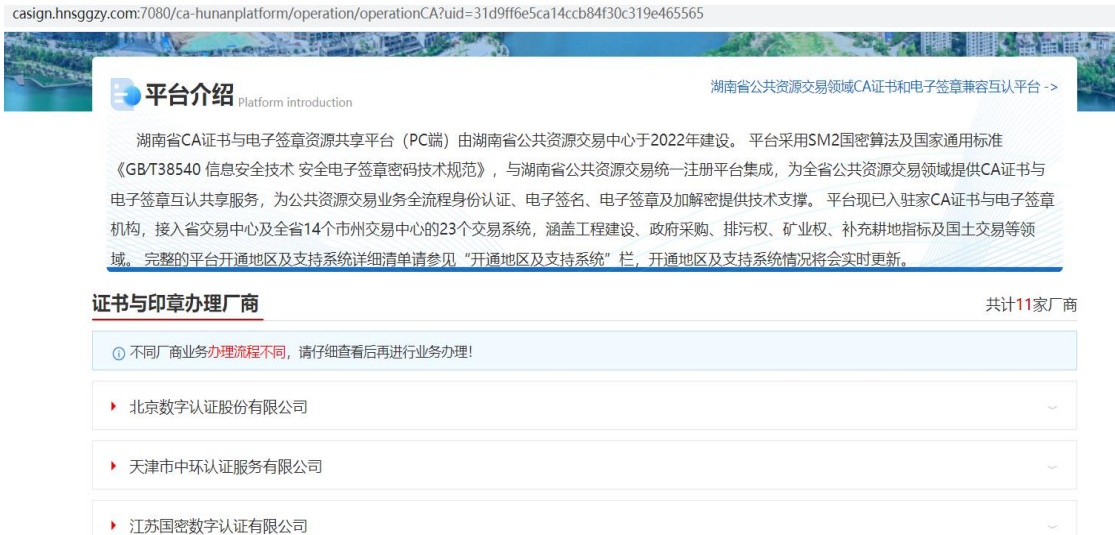 casign.hnsggzy.com:7080/ca-hunanplatform/operation/operationCA?uid=31d9ff6e5ca14ccb84f30c319e465565
平台介绍 Platform introduction
湖南省公共资源交易领域CA证书和电子签章兼容互认平台 ->
湖南省CA证书与电子签章资源共享平台（PC端）由湖南省公共资源交易中心于2022年建设。 平台采用SM2国密算法及国家通用标准
《GB/T38540 信息安全技术 安全电子签章密码技术规范》，与湖南省公共资源交易统一注册平台集成，为全省公共资源交易领域提供CA证书与
电子签章互认共享服务，为公共资源交易业务全流程身份认证、电子签名、电子签章及加解密提供技术支撑。 平台现已入驻家CA证书与电子签章
机构，接入省交易中心及全省14个市州交易中心的23个交易系统，涵盖工程建设、政府采购、排污权、矿业权、补充耕地指标及国土交易等领
域。 完整的平台开通地区及支持系统详细清单请参见“开通地区及支持系统”栏，开通地区及支持系统情况将会实时更新。
证书与印章办理厂商
共计11家厂商
不同厂商业务办理流程不同，请仔细查看后再进行业务办理！
北京数字认证股份有限公司
天津市中环认证服务有限公司
江苏国密数字认证有限公司